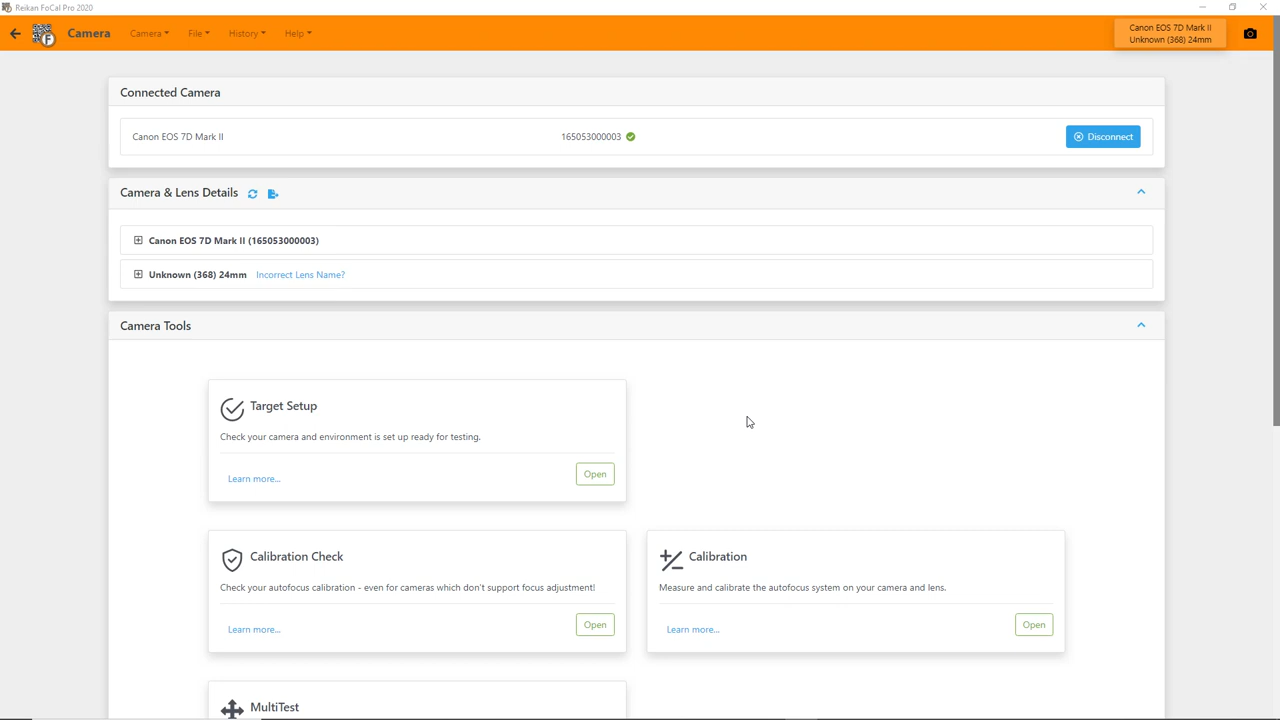 Reikan FoCal Pro 2020
Camera
Camera
File
History
Help
Canon EOS 7D Mark II
Unknown (368) 24mm
Connected Camera
Canon EOS 7D Mark II
165053000003
Disconnect
Camera & Lens Details
Canon EOS 7D Mark II (165053000003)
Unknown (368) 24mm
Incorrect Lens Name?
Camera Tools
Target Setup
Check your camera and environment is set up ready for testing.
Learn more...
Open
Calibration Check
Check your autofocus calibration - even for cameras which don't support focus adjustment!
Learn more...
Open
Calibration
Measure and calibrate the autofocus system on your camera and lens.
Learn more...
Open
MultiTest